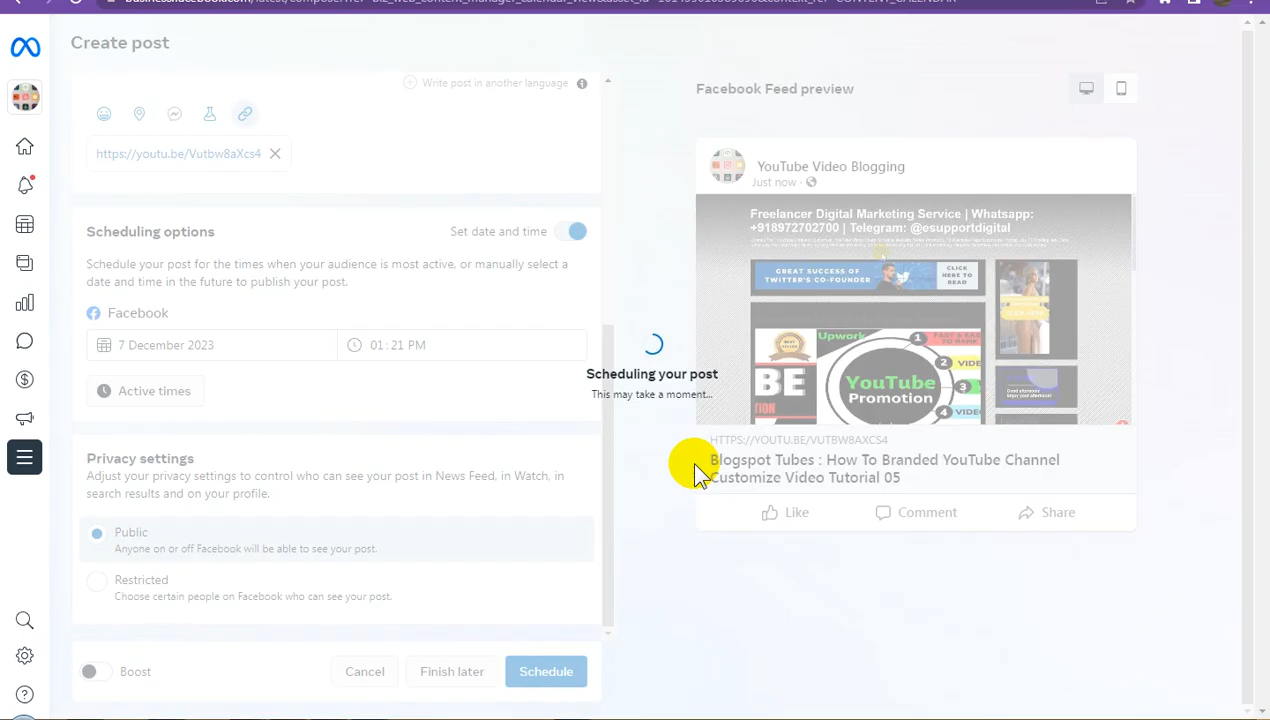 Create post
Write post in another language
https://youtu.be/Vutbw8aXcs4
Scheduling options
Set date and time
Schedule your post for the times when your audience is most active, or manually select a
date and time in the future to publish your post.
Facebook
7 December 2023
01 : 21 PM
Active times
Privacy settings
Adjust your privacy settings to control who can see your post in News Feed, in Watch, in
search results and on your profile.
Public
Anyone on or off Facebook will be able to see your post.
Restricted
Choose certain people on Facebook who can see your post.
Boost
Cancel
Finish later
Schedule
Scheduling your post
This may take a moment...
Facebook Feed preview
YouTube Video Blogging
Just now
Freelancer Digital Marketing Service | Whatsapp:
+918972702700 | Telegram: @esupportdigital
GREAT SUCCESS OF
TWITTER'S CO-FOUNDER
CLICK
HERE TO
READ
Upwork
BE
YouTube
Promotion
1
2
3
4
VIDE
HTTPS://YOUTU.BE/VUTBW8AXCS4
Blogspot Tubes : How To Branded YouTube Channel
Customize Video Tutorial 05
Like
Comment
Share